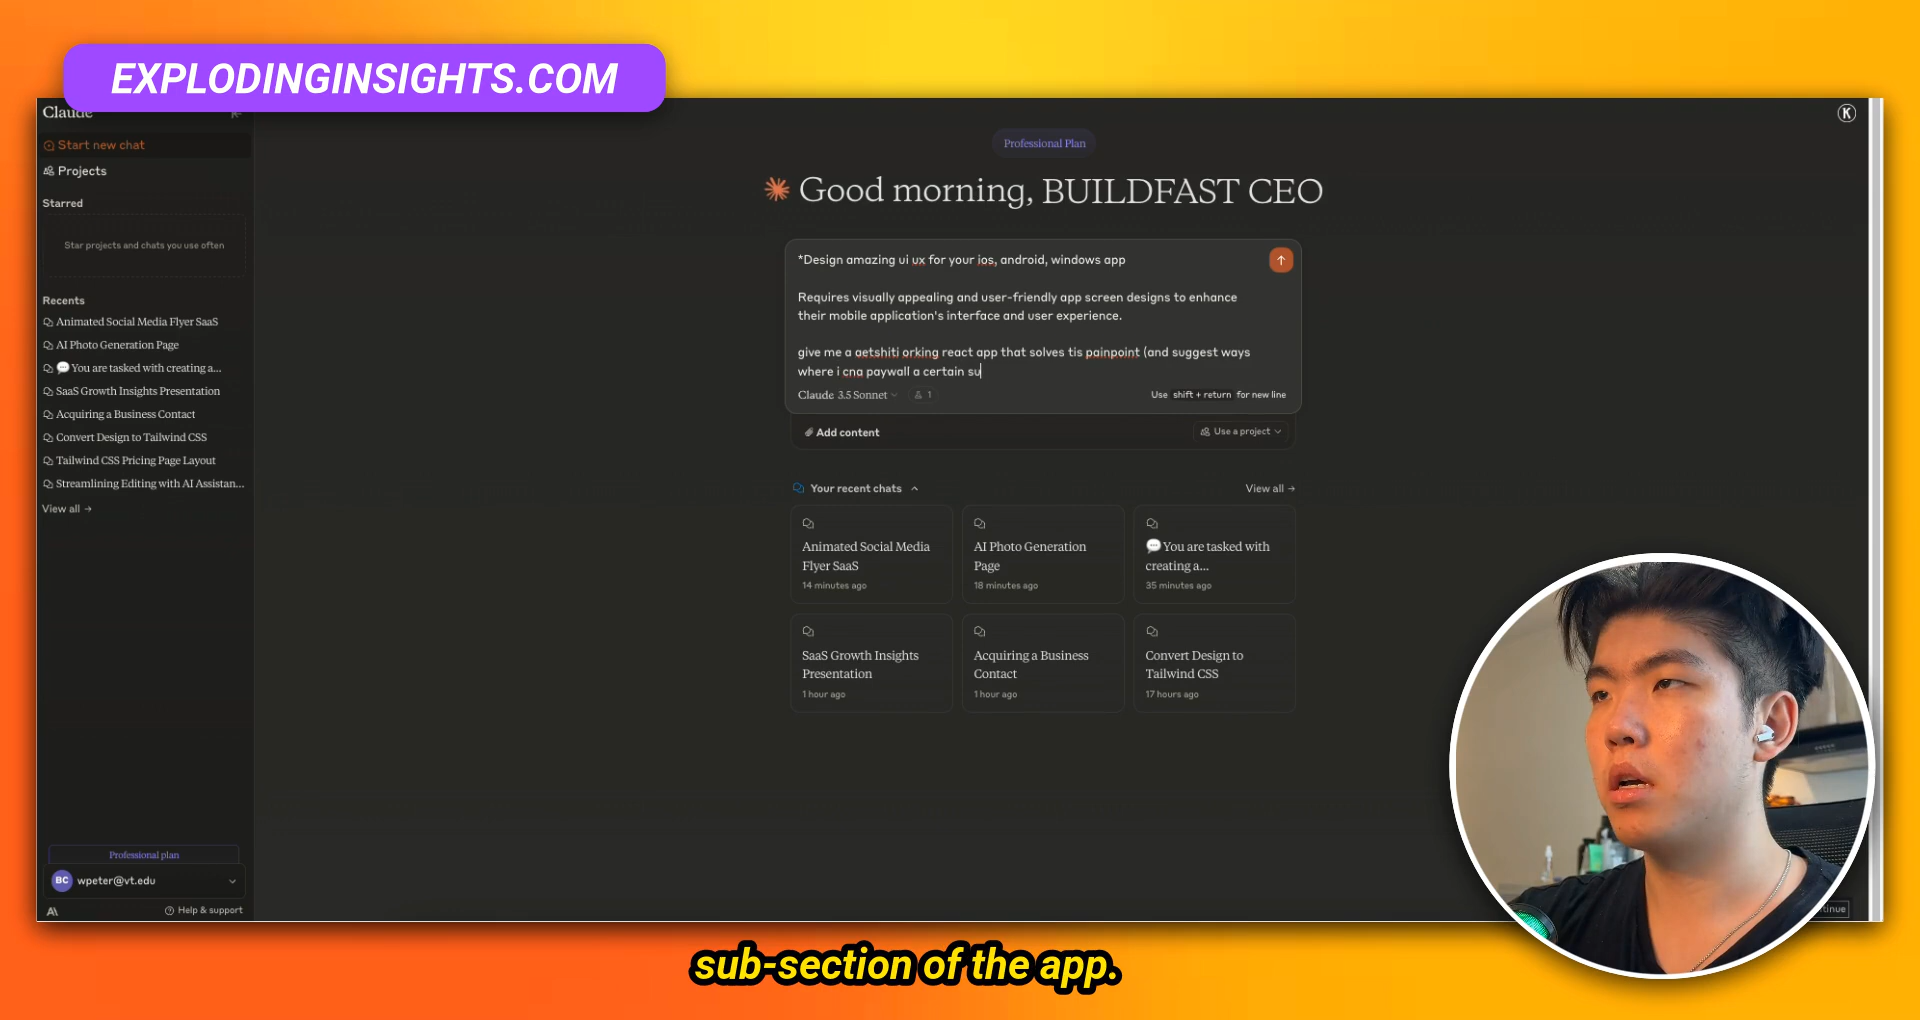 EXPLODINGINSIGHTS.COM
Claude
K
Start new chat
Projects
Starred
Star projects and chats you use often
Recents
Animated Social Media Flyer SaaS
AI Photo Generation Page
💬 You are tasked with creating a...
SaaS Growth Insights Presentation
Acquiring a Business Contact
Convert Design to Tailwind CSS
Tailwind CSS Pricing Page Layout
Streamlining Editing with AI Assistan...
View all →
Professional plan
BC wpeter@vt.edu
A\ Help & support
Professional Plan
Good morning, BUILDFAST CEO
*Design amazing ui ux for your ios, android, windows app
Requires visually appealing and user-friendly app screen designs to enhance
their mobile application's interface and user experience.
give me a aetshiti orking react app that solves tis painpoint (and suggest ways
where i cna paywall a certain su
Claude 3.5 Sonnet 1 Use shift + return for new line
Add content Use a project
Your recent chats View all →
Animated Social Media
Flyer SaaS
14 minutes ago
AI Photo Generation
Page
18 minutes ago
💬 You are tasked with
creating a...
35 minutes ago
SaaS Growth Insights
Presentation
1 hour ago
Acquiring a Business
Contact
1 hour ago
Convert Design to
Tailwind CSS
17 hours ago
sub-section of the app.